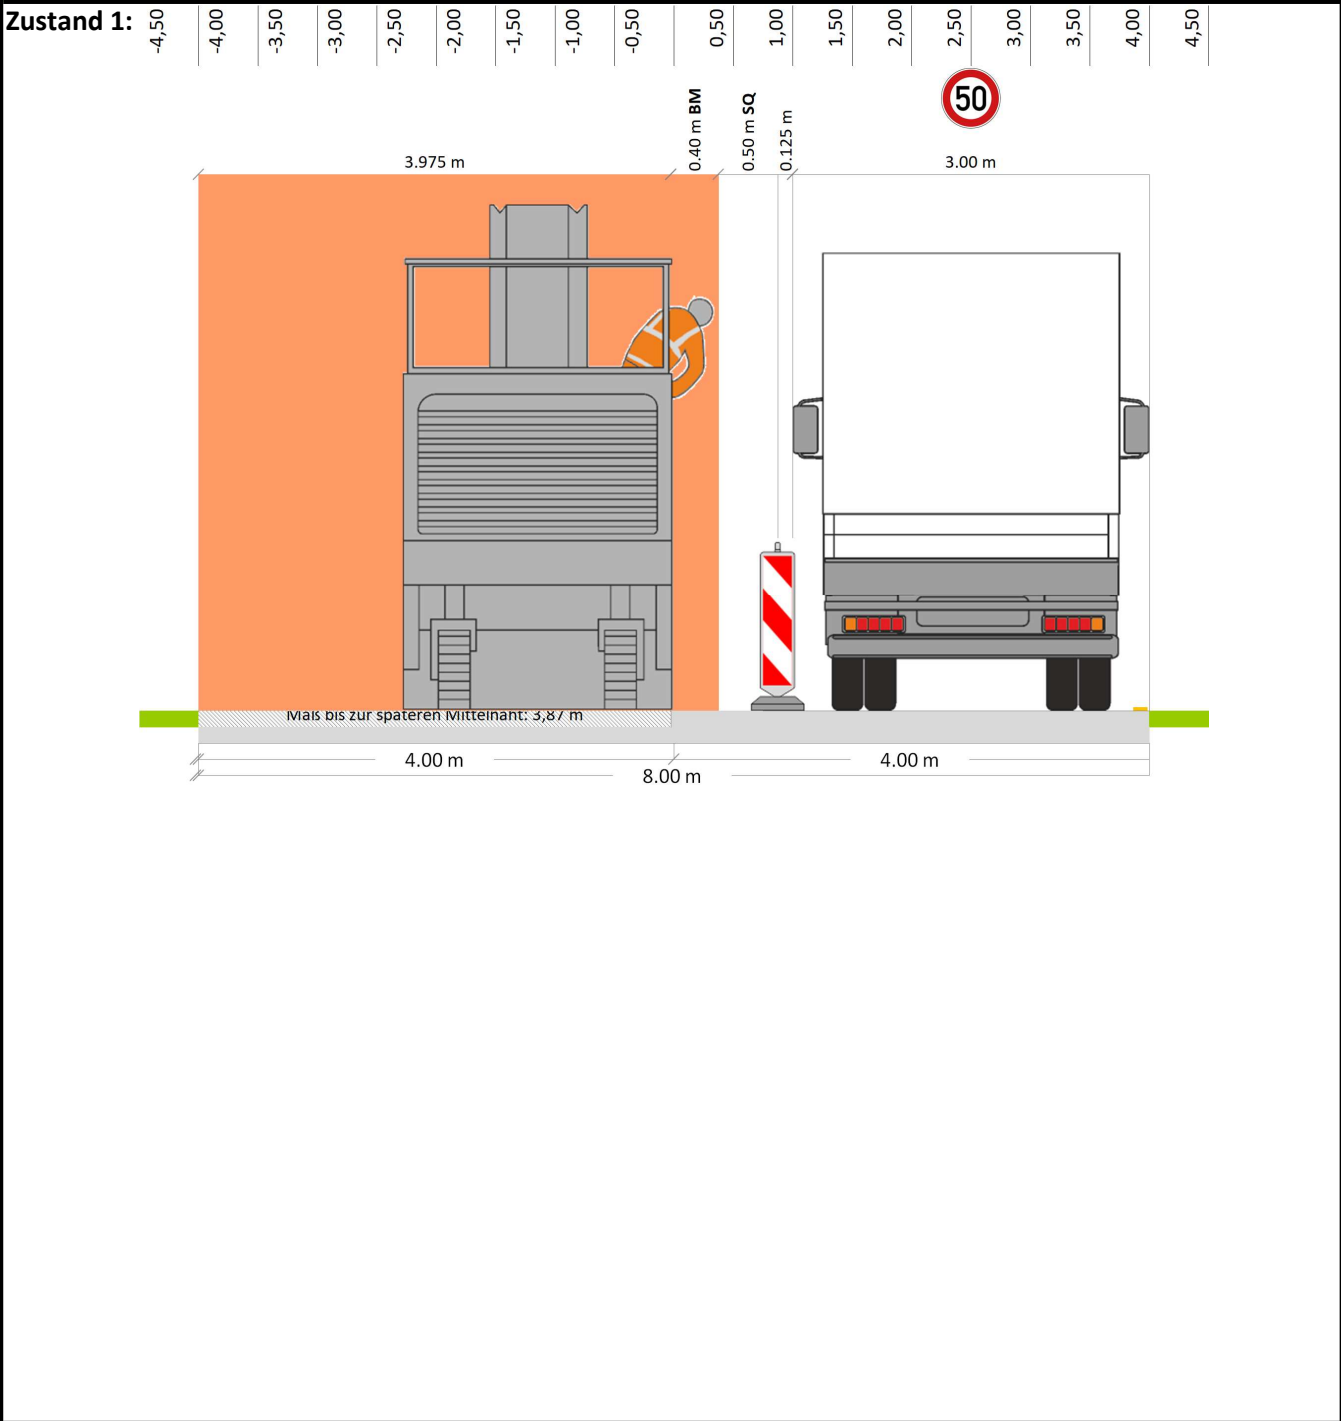 Zustand 1:
-4,50
-4,00
-3,50
-3,00
-2,50
-2,00
-1,50
-1,00
-0,50
0,50
1,00
1,50
2,00
2,50
3,00
3,50
4,00
4,50
50
0.40 m BM
0.50 m SQ
0.125 m
3.975 m
3.00 m
Maß bis zur späteren Mittelnaht: 3,87 m
4.00 m
4.00 m
8.00 m